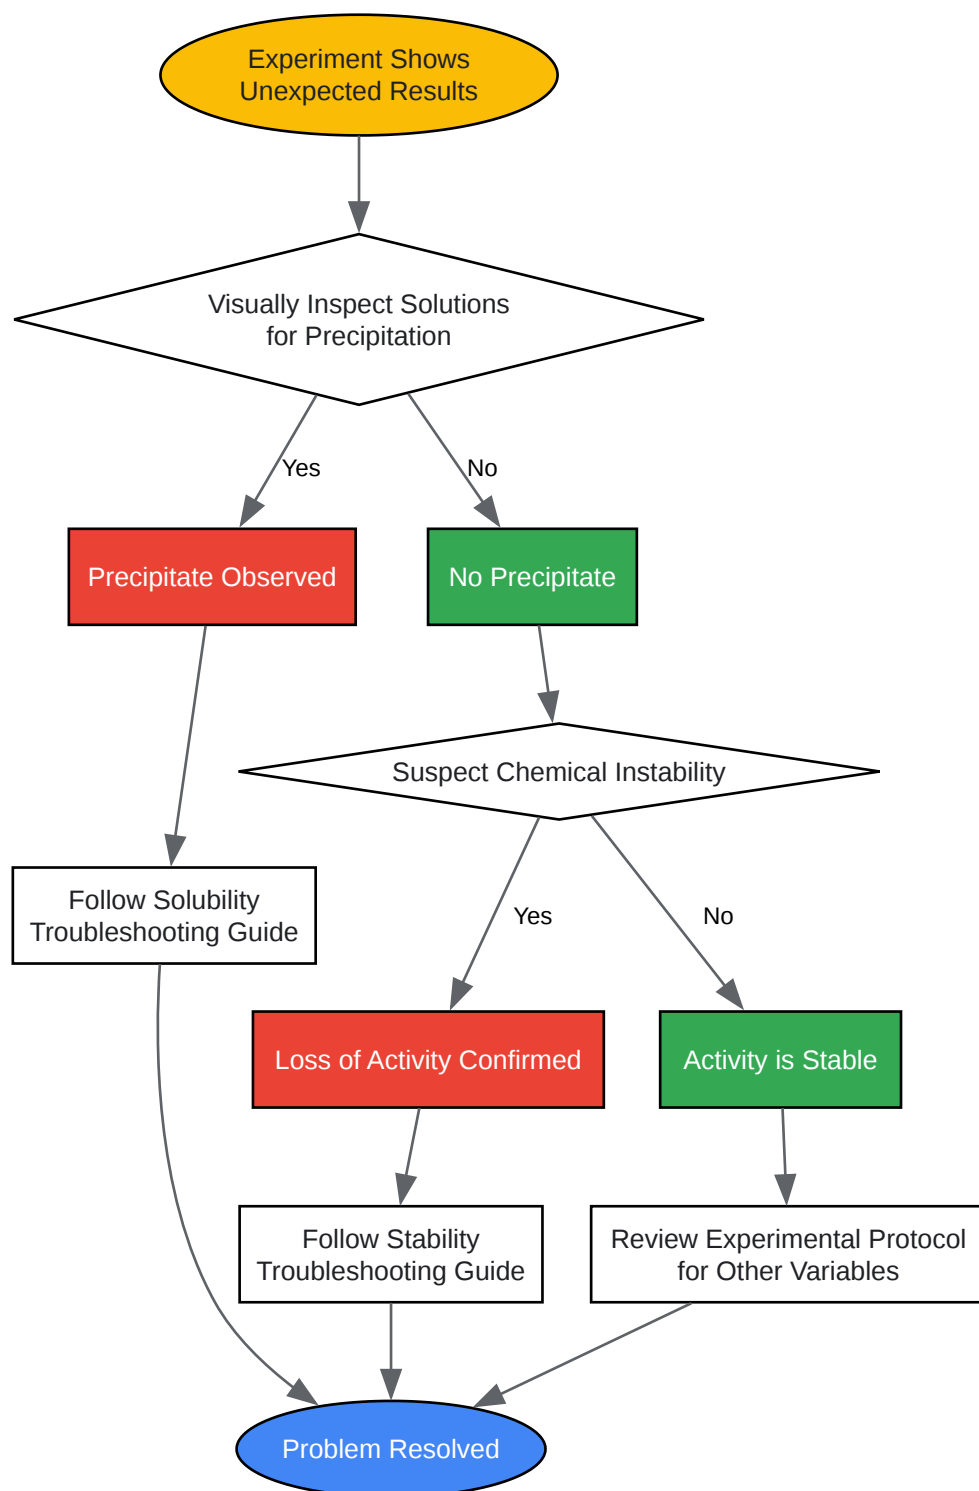 Experiment Shows
Unexpected Results
Visually Inspect Solutions
for Precipitation
Yes
No
Precipitate Observed
No Precipitate
Suspect Chemical Instability
Follow Solubility
Troubleshooting Guide
Yes
No
Loss of Activity Confirmed
Activity is Stable
Follow Stability
Troubleshooting Guide
Review Experimental Protocol
for Other Variables
Problem Resolved